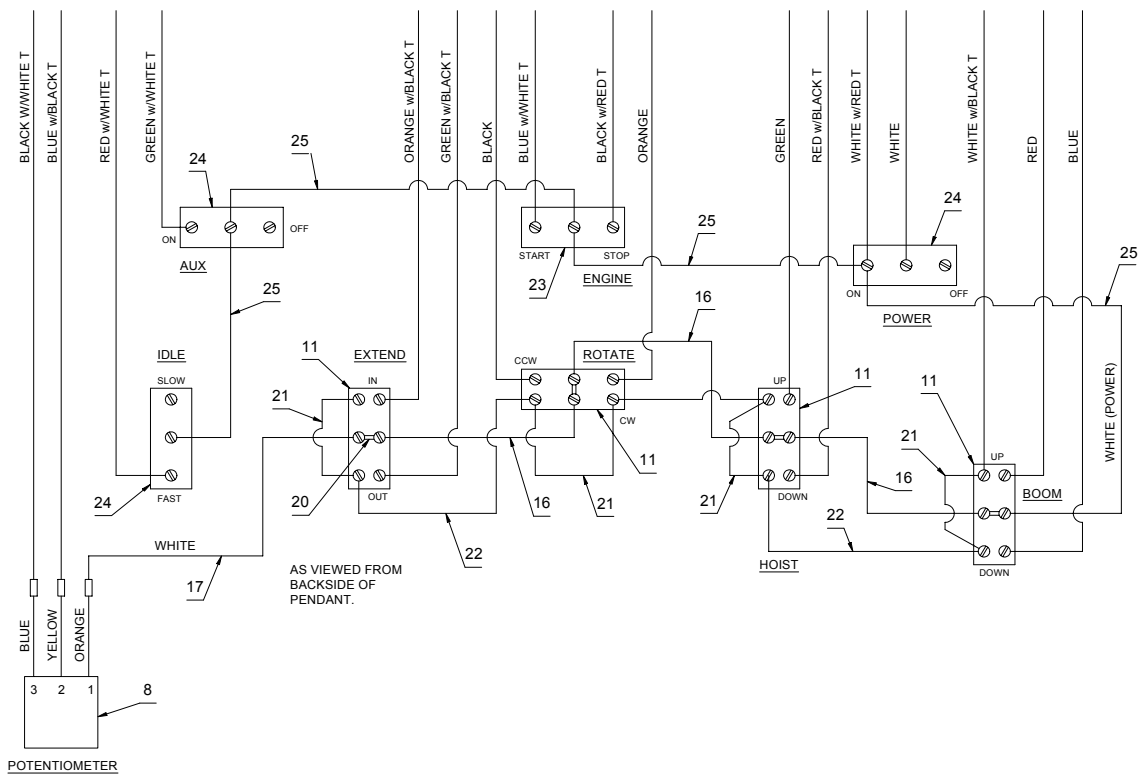 BLACK W/WHITE T
BLUE w/BLACK T
RED w/WHITE T
GREEN w/WHITE T
ORANGE w/BLACK T
GREEN w/BLACK T
BLACK
BLUE w/WHITE T
BLACK w/RED T
ORANGE
GREEN
RED w/BLACK T
WHITE w/RED T
WHITE
WHITE w/BLACK T
RED
BLUE
24
25
ON
OFF
AUX
START
STOP
23
ENGINE
25
24
ON
OFF
POWER
25
25
IDLE
SLOW
FAST
24
11
EXTEND
IN
21
OUT
20
22
16
CCW
ROTATE
CW
11
21
16
UP
11
21
DOWN
HOIST
16
22
11
21
UP
BOOM
DOWN
WHITE (POWER)
WHITE
17
AS VIEWED FROM
BACKSIDE OF
PENDANT.
BLUE
YELLOW
ORANGE
3
2
1
8
POTENTIOMETER